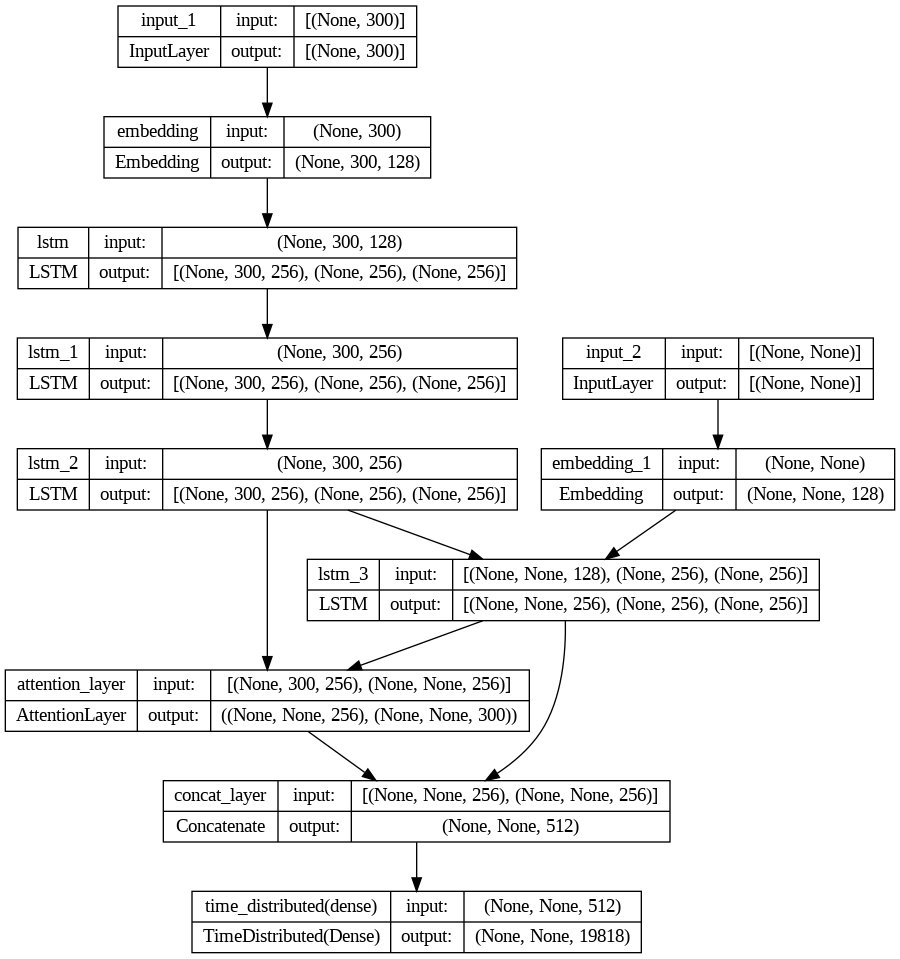 input_1 input: [(None, 300)]
InputLayer output: [(None, 300)]
embedding input: (None, 300)
Embedding output: (None, 300, 128)
lstm input: (None, 300, 128)
LSTM output: [(None, 300, 256), (None, 256), (None, 256)]
lstm_1 input: (None, 300, 256)
LSTM output: [(None, 300, 256), (None, 256), (None, 256)]
input_2 input: [(None, None)]
InputLayer output: [(None, None)]
lstm_2 input: (None, 300, 256)
LSTM output: [(None, 300, 256), (None, 256), (None, 256)]
embedding_1 input: (None, None)
Embedding output: (None, None, 128)
lstm_3 input: [(None, None, 128), (None, 256), (None, 256)]
LSTM output: [(None, None, 256), (None, 256), (None, 256)]
attention_layer input: [(None, 300, 256), (None, None, 256)]
AttentionLayer output: ((None, None, 256), (None, None, 300))
concat_layer input: [(None, None, 256), (None, None, 256)]
Concatenate output: (None, None, 512)
time_distributed(dense) input: (None, None, 512)
TimeDistributed(Dense) output: (None, None, 19818)